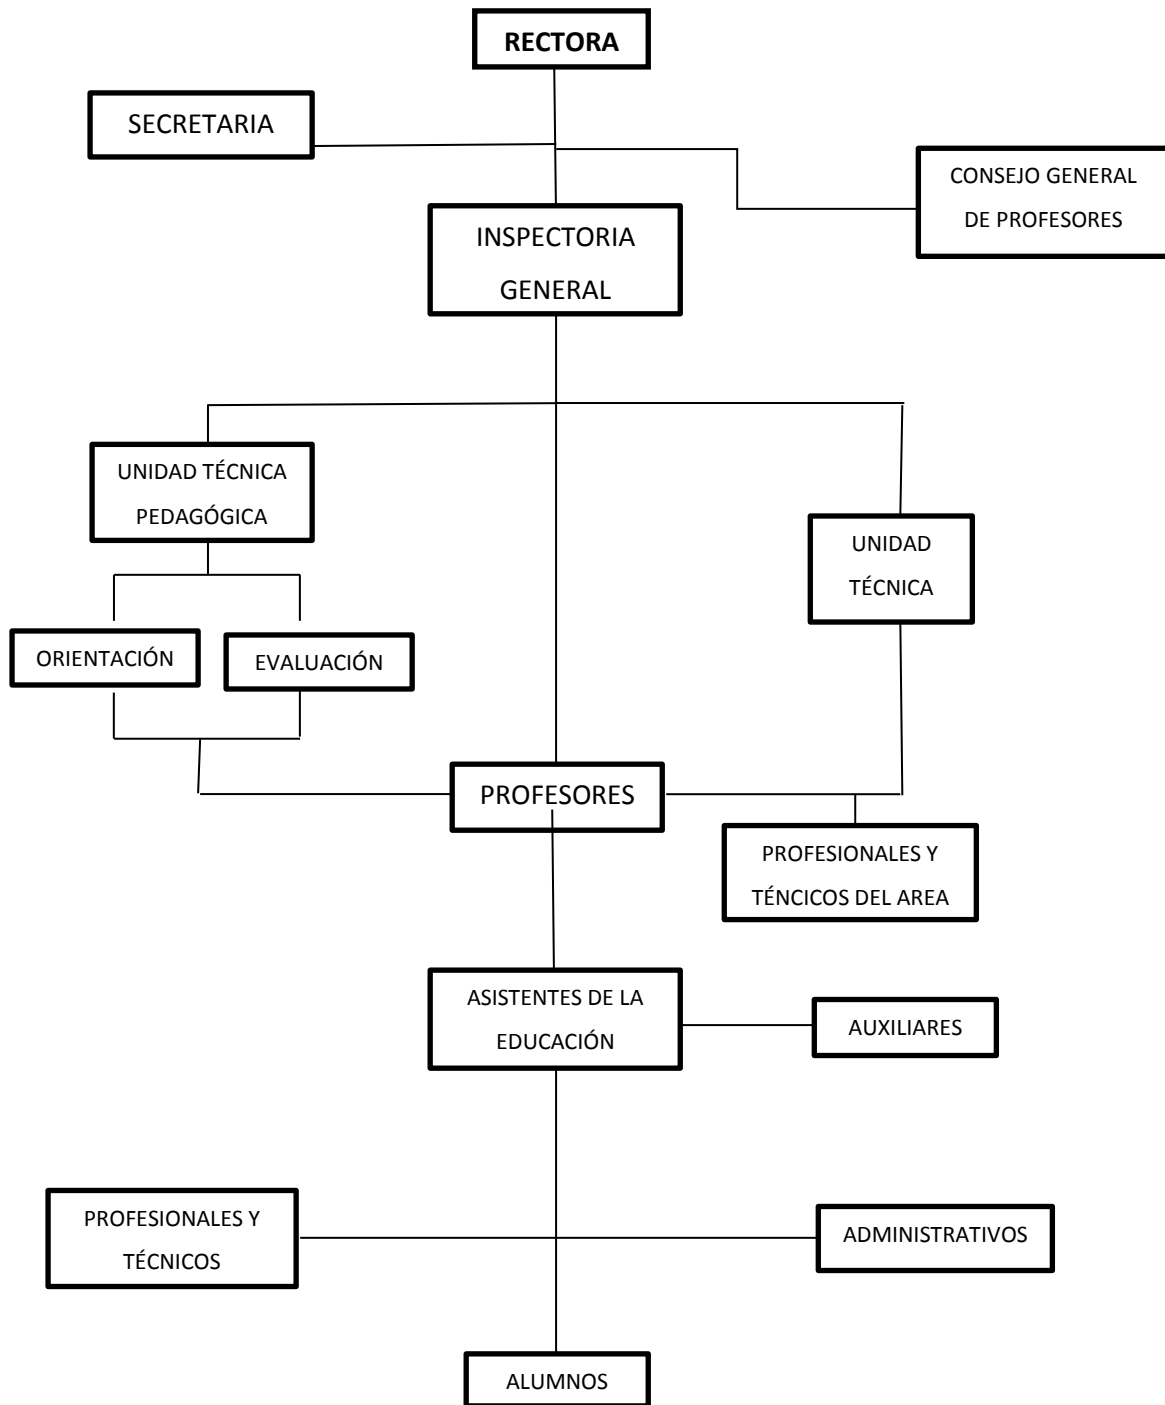 RECTORA
SECRETARIA
CONSEJO GENERAL
DE PROFESORES
INSPECTORIA
GENERAL
UNIDAD TÉCNICA
PEDAGÓGICA
UNIDAD
TÉCNICA
ORIENTACIÓN
EVALUACIÓN
PROFESORES
PROFESIONALES Y
TÉNCICOS DEL AREA
ASISTENTES DE LA
EDUCACIÓN
AUXILIARES
PROFESIONALES Y
TÉCNICOS
ADMINISTRATIVOS
ALUMNOS